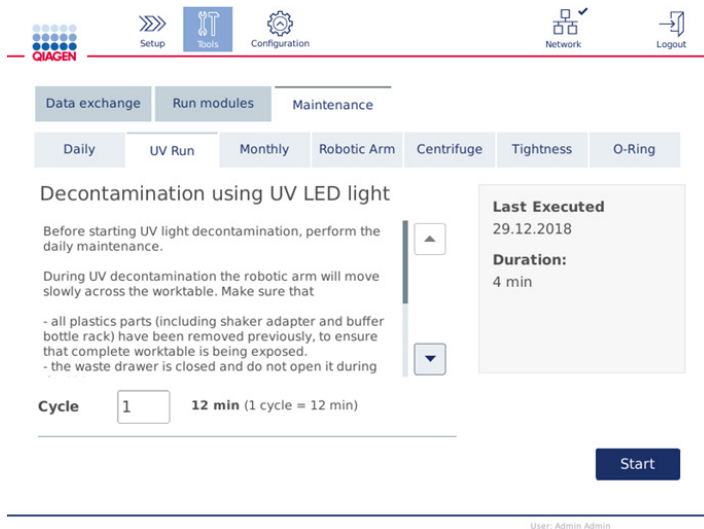 QIAGEN
Setup
Tools
Configuration
Network
Logout
Data exchange
Run modules
Maintenance
Daily
UV Run
Monthly
Robotic Arm
Centrifuge
Tightness
O-Ring
Decontamination using UV LED light
Before starting UV light decontamination, perform the
daily maintenance.
During UV decontamination the robotic arm will move
slowly across the worktable. Make sure that
- all plastics parts (including shaker adapter and buffer
bottle rack) have been removed previously, to ensure
that complete worktable is being exposed.
- the waste drawer is closed and do not open it during
Last Executed
29.12.2018
Duration:
4 min
Cycle
1
12 min (1 cycle = 12 min)
Start
User: Admin Admin